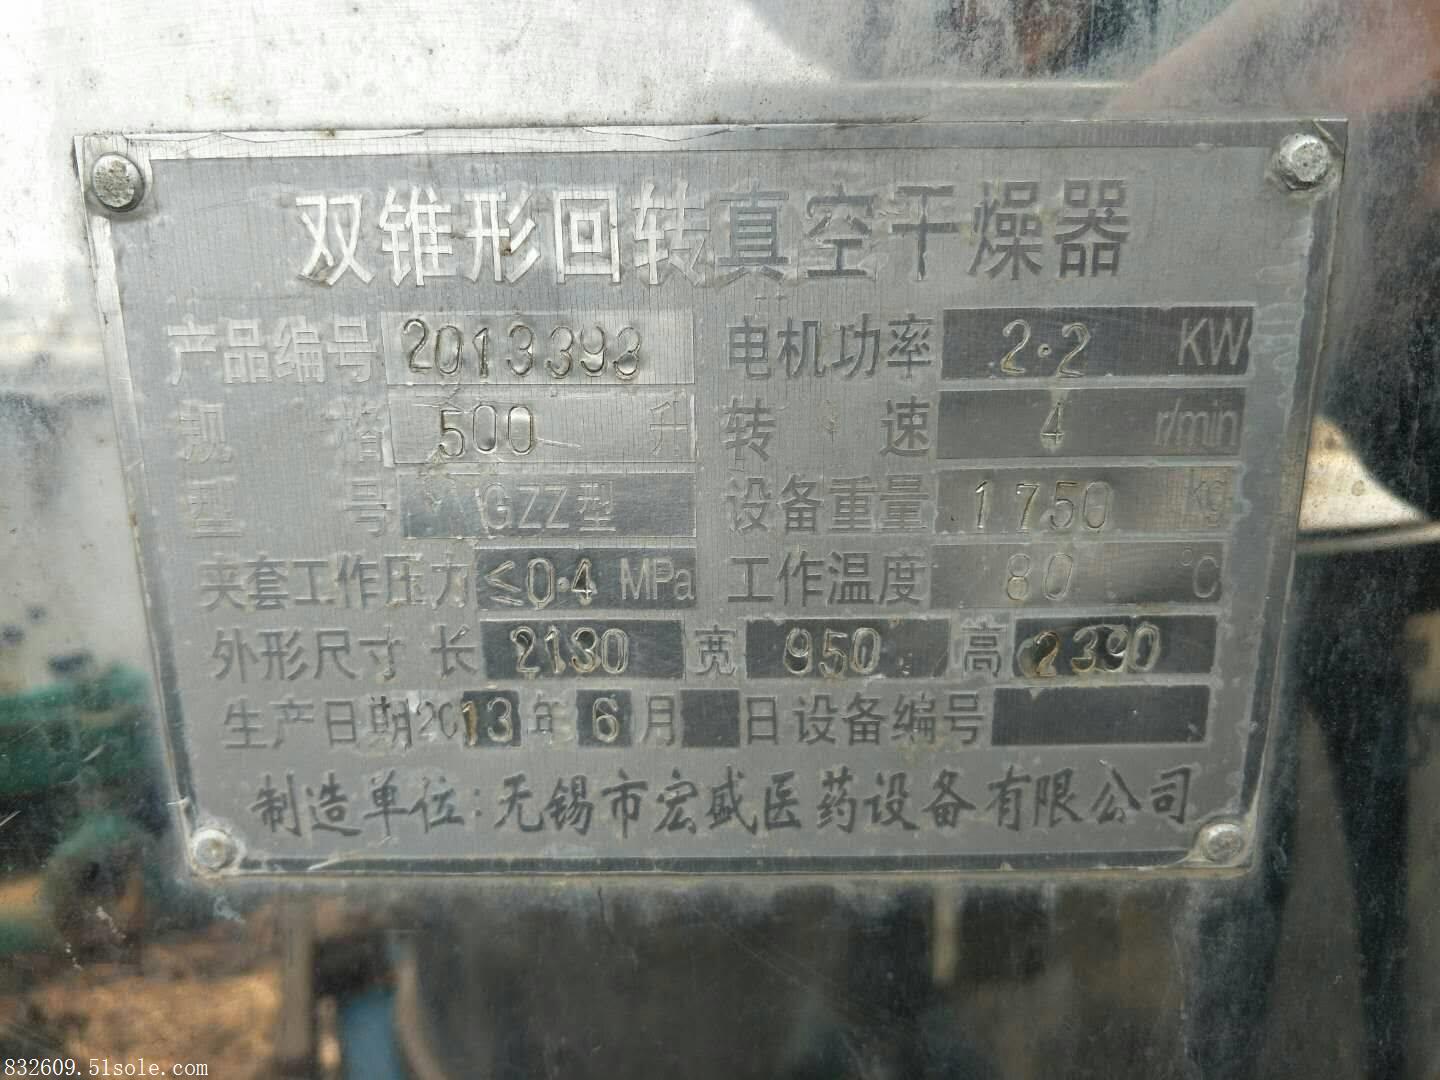 双锥形回转真空干燥器
产品编号 2013393 电机功率 2.2 KW
规格 500 升 转速 4 r/min
型号 GZZ型 设备重量 1750 kg
夹套工作压力 ≤0.4 MPa 工作温度 80 ℃
外形尺寸 长 2130 宽 950 高 2390
生产日期2013年6月 日设备编号
制造单位:无锡市宏盛医药设备有限公司
832609.51sole.com